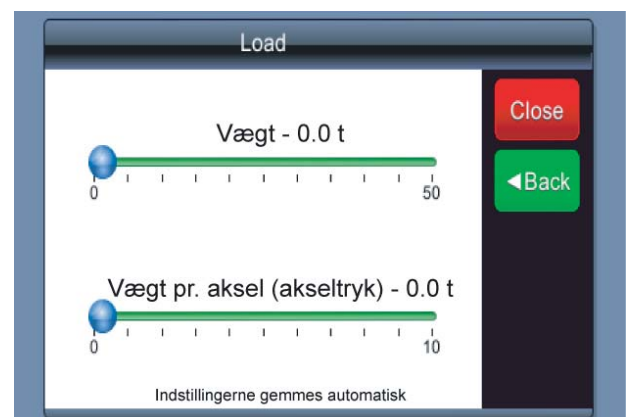 Load
Close
◀Back
Vægt - 0.0 t
0 50
Vægt pr. aksel (akseltryk) - 0.0 t
0 10
Indstillingerne gemmes automatisk